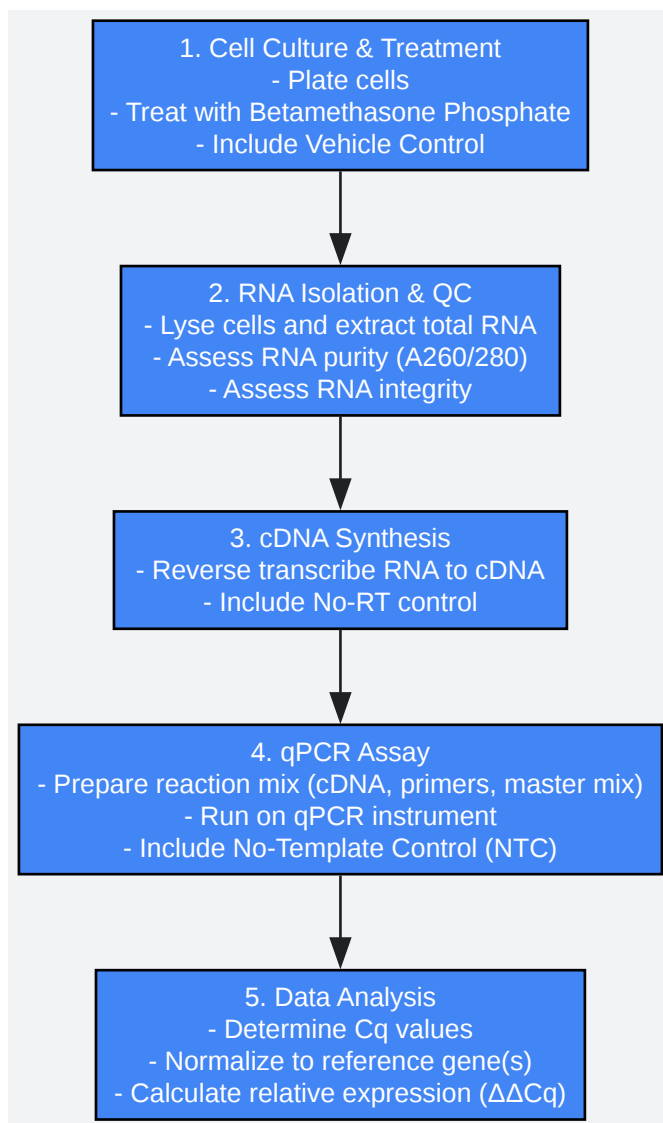 1. Cell Culture & Treatment
- Plate cells
- Treat with Betamethasone Phosphate
- Include Vehicle Control
2. RNA Isolation & QC
- Lyse cells and extract total RNA
- Assess RNA purity (A260/280)
- Assess RNA integrity
3. cDNA Synthesis
- Reverse transcribe RNA to cDNA
- Include No-RT control
4. qPCR Assay
- Prepare reaction mix (cDNA, primers, master mix)
- Run on qPCR instrument
- Include No-Template Control (NTC)
5. Data Analysis
- Determine Cq values
- Normalize to reference gene(s)
- Calculate relative expression (ΔΔCq)